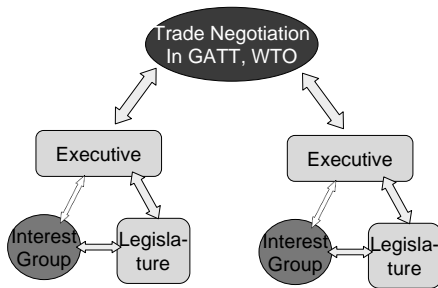 Trade Negotiation
In GATT, WTO
Executive
Executive
Interest
Group
Legisla-
ture
Interest
Group
Legisla-
ture